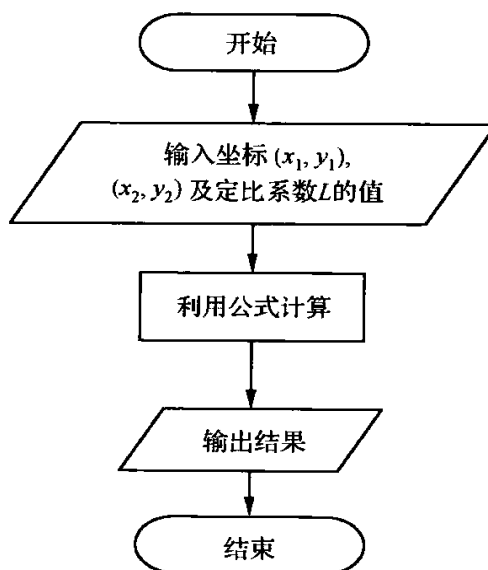 开始
输入坐标 (x₁, y₁),
(x₂, y₂) 及定比系数L的值
利用公式计算
输出结果
结束